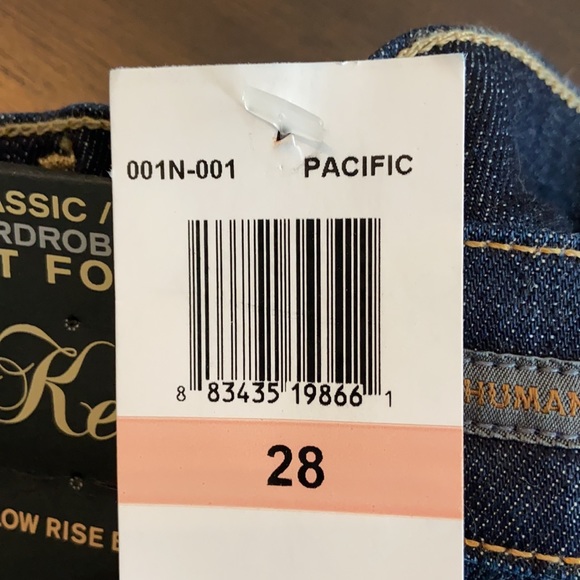 001N-001 PACIFIC
8 83435 19866 1
28
ASSIC /
RDROB
T FO
Ke
LOW RISE B
HUMAN